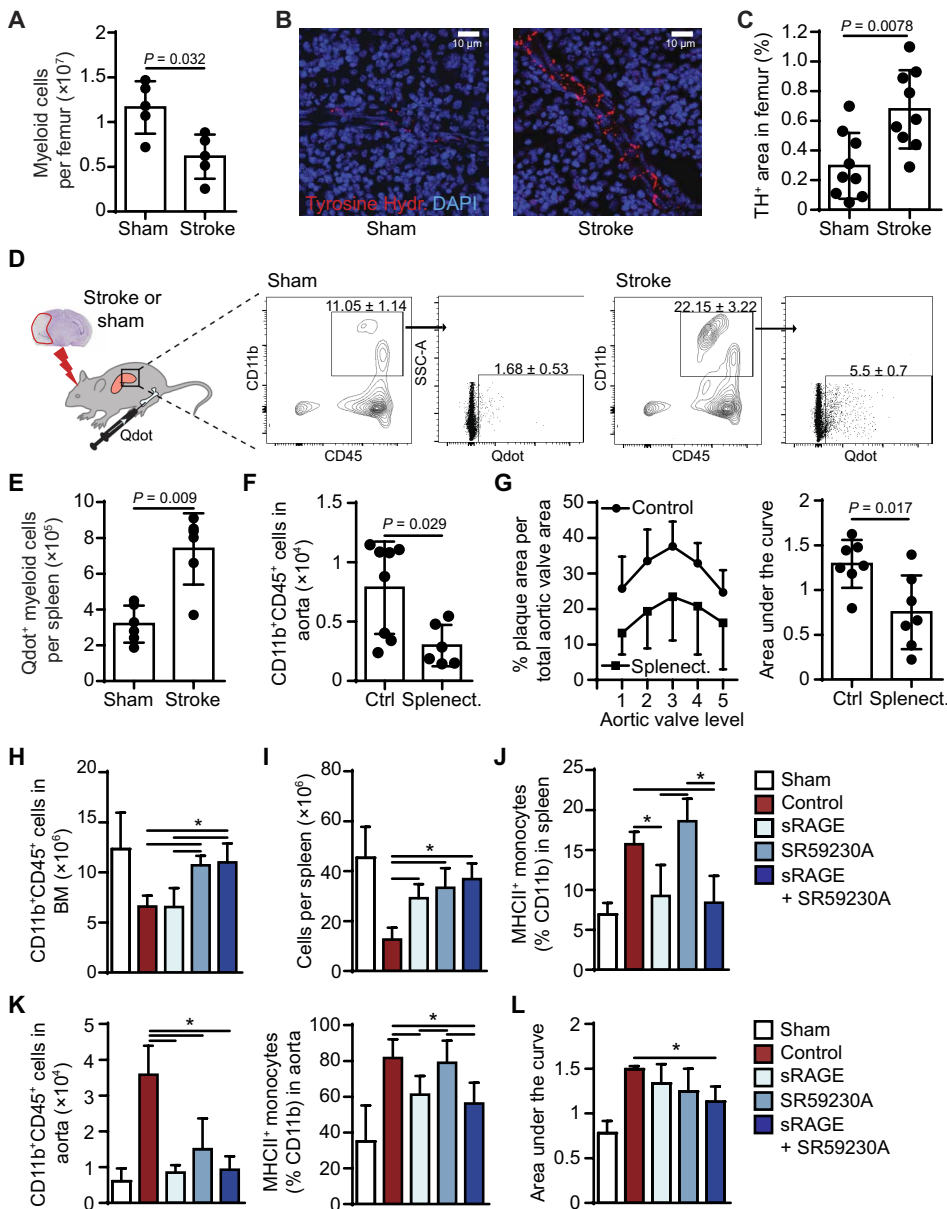 A
Myeloid cells
per femur (×10⁷)
P = 0.032
1.5
1
0.5
0
Sham Stroke
B
10 µm
10 µm
Tyrosine Hydr. DAPI
Sham
Stroke
C
TH⁺ area in femur (%)
P = 0.0078
1.2
1.0
0.8
0.6
0.4
0.2
0
Sham Stroke
D
Stroke or
sham
Qdot
Sham
11.05 ± 1.14
CD11b
CD45
SSC-A
1.68 ± 0.53
Qdot
Stroke
22.15 ± 3.22
CD11b
CD45
5.5 ± 0.7
Qdot
E
Qdot⁺ myeloid cells
per spleen (×10⁵)
P = 0.009
10
8
6
4
2
0
Sham Stroke
F
CD11b⁺CD45⁺ cells in
aorta (×10⁴)
P = 0.029
1.5
1
0.5
0
Ctrl Splenect.
G
% plaque area per
total aortic valve area
50
40
30
20
10
0
Control
Splenect.
1 2 3 4 5
Aortic valve level
Area under the curve
P = 0.017
2
1.5
1
0.5
0
Ctrl Splenect.
H
CD11b⁺CD45⁺ cells in
BM (×10⁶)
20
15
10
5
0
*
I
Cells per spleen (×10⁶)
80
60
40
20
0
*
J
MHCII⁺ monocytes
(% CD11b) in spleen
25
20
15
10
5
0
*
*
Sham
Control
sRAGE
SR59230A
sRAGE
+ SR59230A
K
CD11b⁺CD45⁺ cells in
aorta (×10⁴)
5
4
3
2
1
0
*
MHCII⁺ monocytes
(% CD11b) in aorta
100
80
60
40
20
0
*
L
Area under the curve
2
1.5
1
0.5
0
*
Sham
Control
sRAGE
SR59230A
sRAGE
+ SR59230A